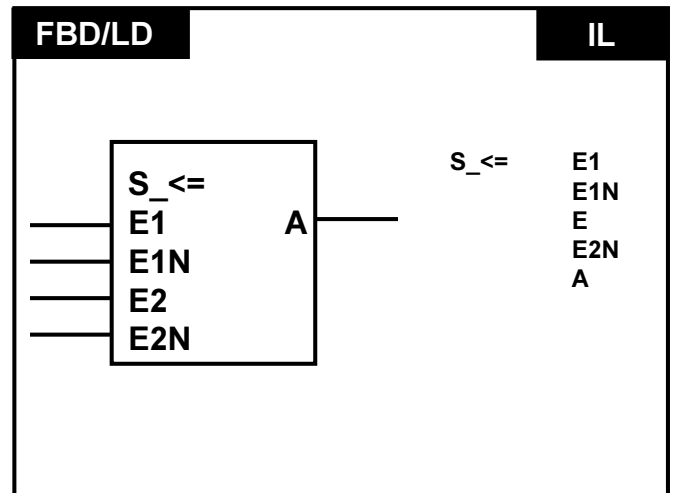 FBD/LD
IL
S_<=
E1 A
E1N
E2
E2N
S_<= E1
E1N
E
E2N
A